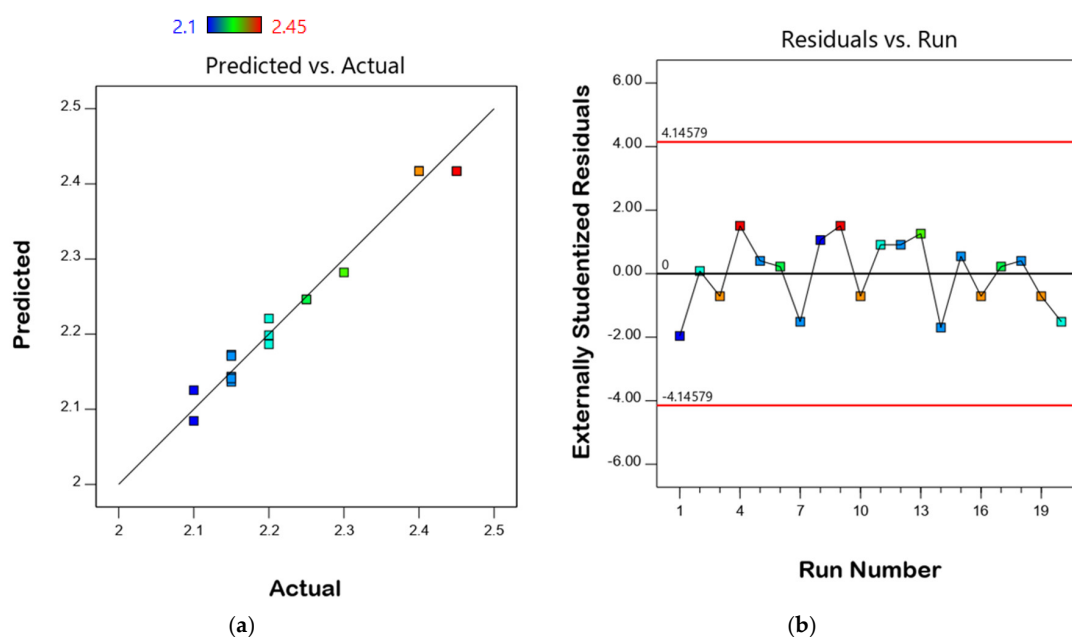 2.1 2.45
Predicted vs. Actual
Predicted
2.5
2.4
2.3
2.2
2.1
2
2 2.1 2.2 2.3 2.4 2.5
Actual
(a)
Residuals vs. Run
Externally Studentized Residuals
6.00
4.00
2.00
0.00
-2.00
-4.00
-6.00
4.14579
0
-4.14579
1 4 7 10 13 16 19
Run Number
(b)